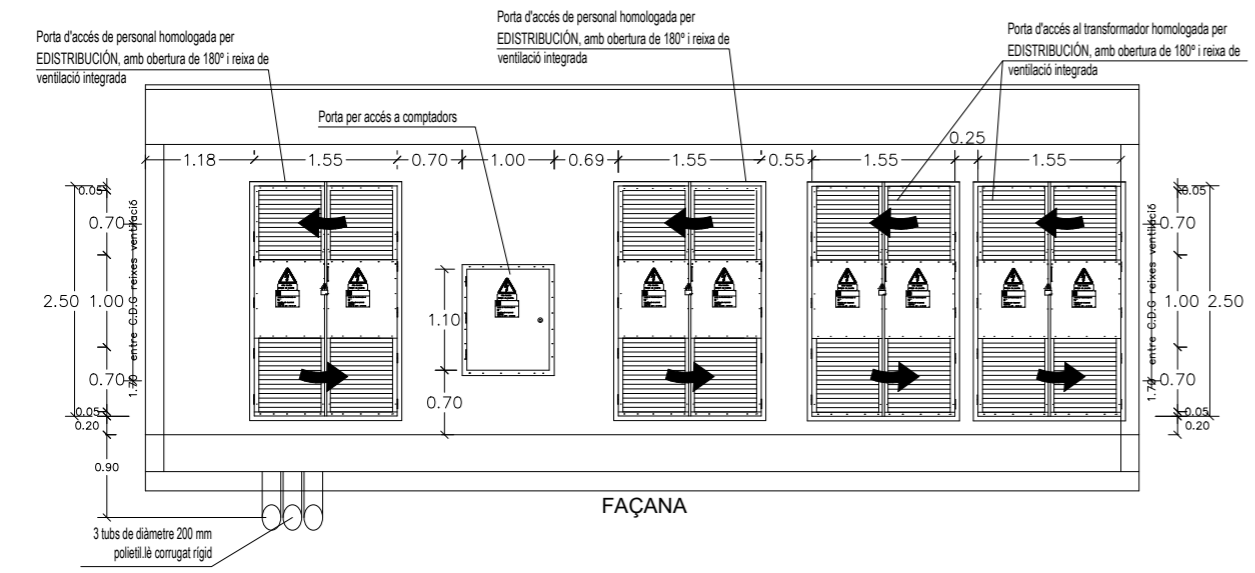 Porta d'accés de personal homologada per
EDISTRIBUCIÓN, amb obertura de 180º i reixa de
ventilació integrada
Porta d'accés de personal homologada per
EDISTRIBUCIÓN, amb obertura de 180º i reixa de
ventilació integrada
Porta d'accés al transformador homologada per
EDISTRIBUCIÓN, amb obertura de 180º i reixa de
ventilació integrada
Porta per accés a comptadors
0.25
1.18 1.55 0.70 1.00 0.69 1.55 0.55 1.55 1.55
0.05
0.70
2.50 1.00
0.70
0.05
0.20
0.90
1.70 entre C.D.G reixes ventilació
1.10
0.70
0.05
0.70
1.00 2.50
0.70
0.05
0.20
1.70 entre C.D.G reixes ventilació
FAÇANA
3 tubs de diàmetre 200 mm
polietil.lè corrugat rígid